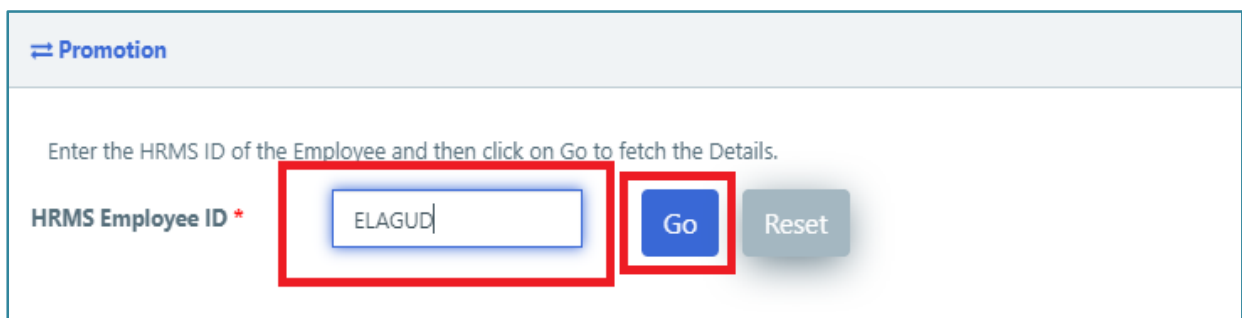 Promotion
Enter the HRMS ID of the Employee and then click on Go to fetch the Details.
HRMS Employee ID * ELAGUD Go Reset